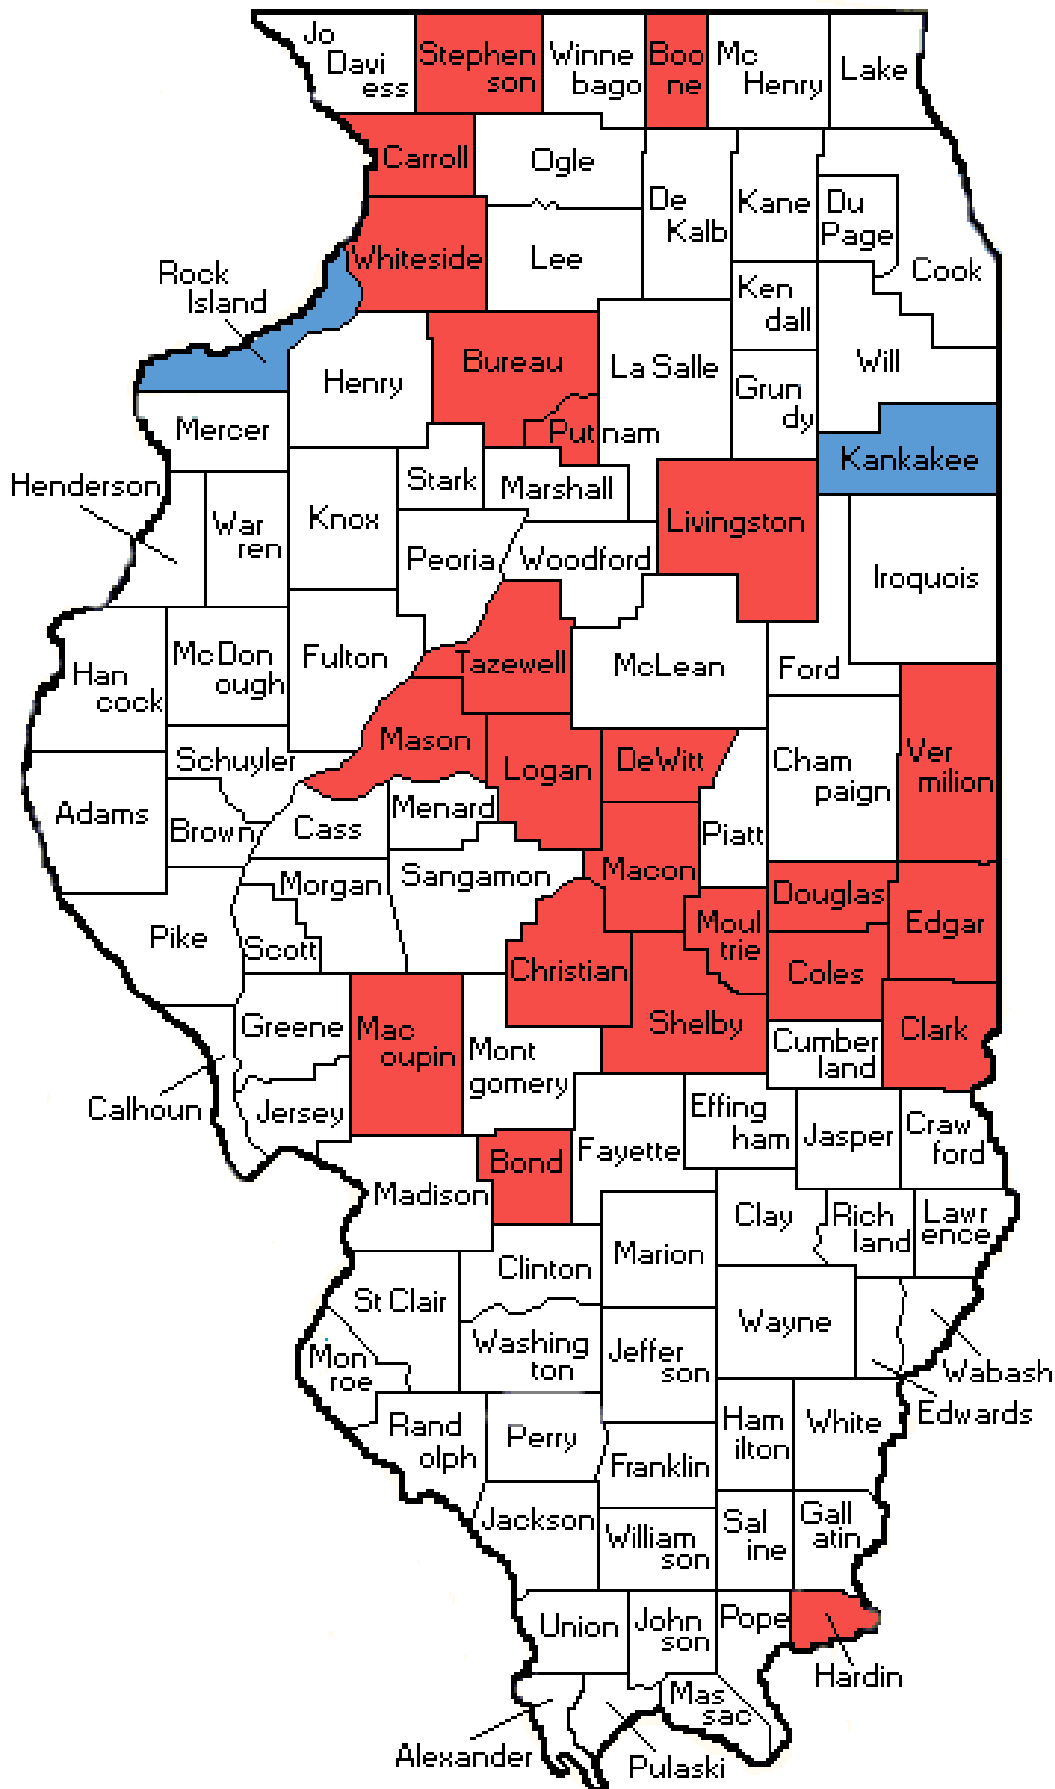 Jo
Davi
ess
Stephen
son
Winne
bago
Boo
ne
Mc
Henry
Lake
Carroll
Ogle
De
Kalb
Kane
Du
Page
Cook
Whiteside
Lee
Rock
Island
Ken
dall
Will
Henry
Bureau
La Salle
Grun
dy
Mercer
Putnam
Kankakee
Henderson
War
ren
Knox
Stark
Marshall
Livingston
Peoria
Woodford
Iroquois
Han
cock
McDon
ough
Fulton
Tazewell
McLean
Ford
Schuyler
Mason
Logan
DeWitt
Cham
paign
Ver
milion
Adams
Brown
Cass
Menard
Piatt
Macon
Pike
Scott
Morgan
Sangamon
Christian
Moul
trie
Douglas
Edgar
Coles
Greene
Mac
oupin
Mont
gomery
Shelby
Cumber
land
Clark
Calhoun
Jersey
Bond
Fayette
Effing
ham
Jasper
Craw
ford
Madison
Clay
Rich
land
Lawr
ence
Clinton
Marion
St Clair
Wayne
Mon
roe
Washing
ton
Jeffer
son
Wabash
Edwards
Rand
olph
Perry
Franklin
Ham
ilton
White
Jackson
William
son
Sal
ine
Gall
atin
Union
John
son
Pope
Hardin
Mas
sac
Alexander
Pulaski